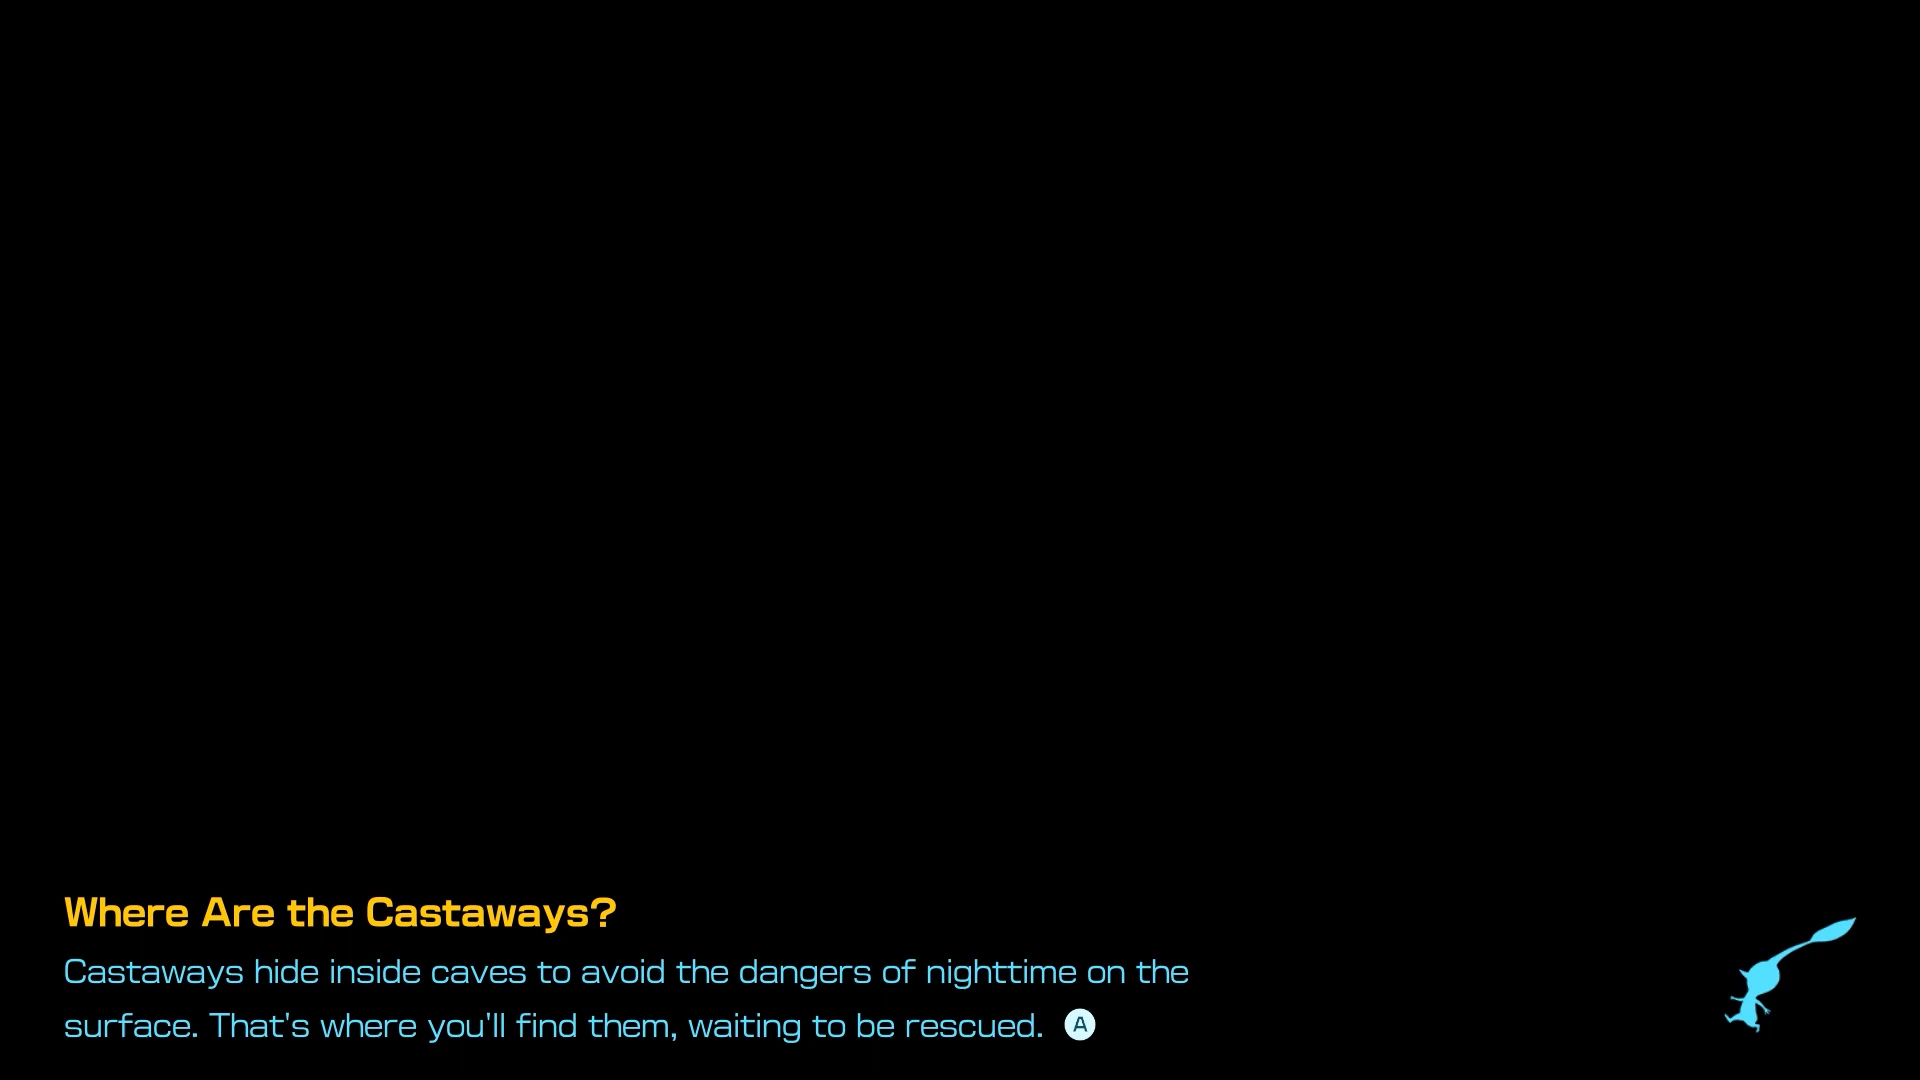 Where Are the Castaways?
Castaways hide inside caves to avoid the dangers of nighttime on the
surface. That's where you'll find them, waiting to be rescued. A